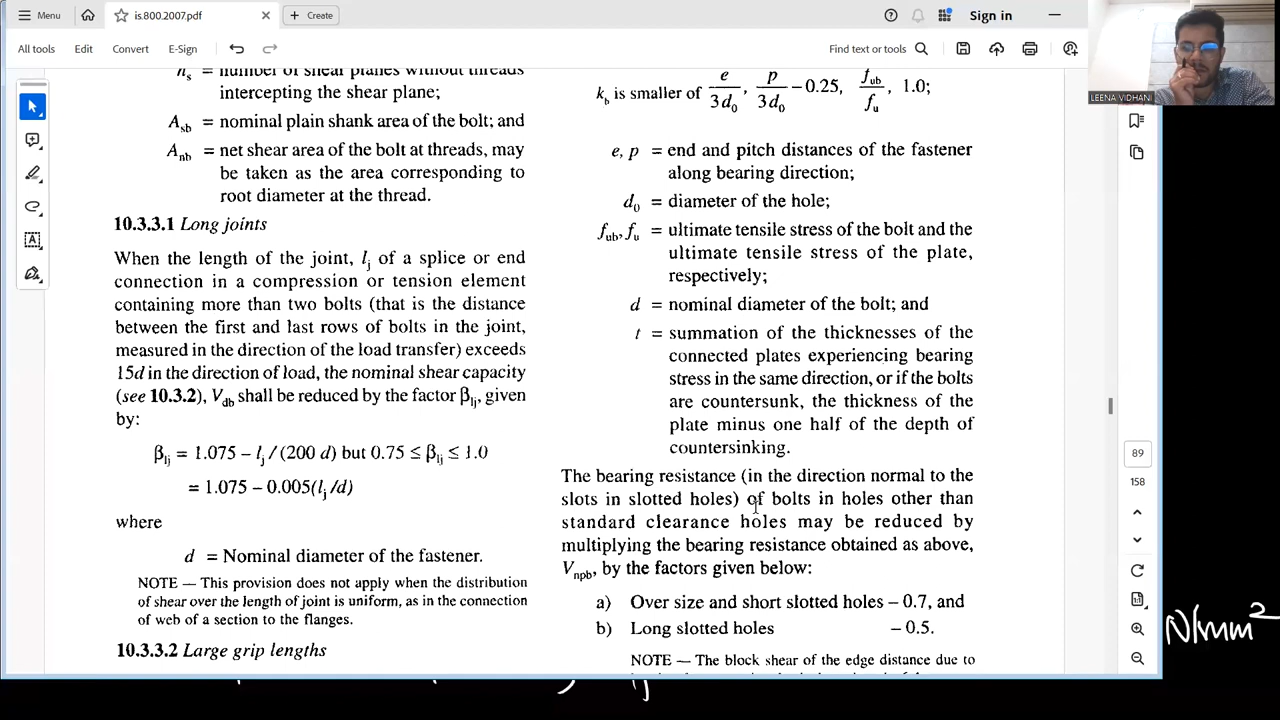 Menu
is.800.2007.pdf
Create
Sign in
All tools
Edit
Convert
E-Sign
Find text or tools
LEENA VIDHANI
n_s = number of shear planes without threads
intercepting the shear plane;
A_sb = nominal plain shank area of the bolt; and
A_nb = net shear area of the bolt at threads, may
be taken as the area corresponding to
root diameter at the thread.
10.3.3.1 Long joints
When the length of the joint, l_j of a splice or end
connection in a compression or tension element
containing more than two bolts (that is the distance
between the first and last rows of bolts in the joint,
measured in the direction of the load transfer) exceeds
15d in the direction of load, the nominal shear capacity
(see 10.3.2), V_db shall be reduced by the factor β_lj, given
by:
β_lj = 1.075 – l_j / (200 d) but 0.75 ≤ β_lj ≤ 1.0
= 1.075 – 0.005(l_j /d)
where
d = Nominal diameter of the fastener.
NOTE — This provision does not apply when the distribution
of shear over the length of joint is uniform, as in the connection
of web of a section to the flanges.
10.3.3.2 Large grip lengths
k_b is smaller of e/3d_0, p/3d_0 – 0.25, f_ub/f_u, 1.0;
e, p = end and pitch distances of the fastener
along bearing direction;
d_0 = diameter of the hole;
f_ub, f_u = ultimate tensile stress of the bolt and the
ultimate tensile stress of the plate,
respectively;
d = nominal diameter of the bolt; and
t = summation of the thicknesses of the
connected plates experiencing bearing
stress in the same direction, or if the bolts
are countersunk, the thickness of the
plate minus one half of the depth of
countersinking.
The bearing resistance (in the direction normal to the
slots in slotted holes) of bolts in holes other than
standard clearance holes may be reduced by
multiplying the bearing resistance obtained as above,
V_npb, by the factors given below:
a) Over size and short slotted holes – 0.7, and
b) Long slotted holes – 0.5.
NOTE — The block shear of the edge distance due to
89
158
N/mm²